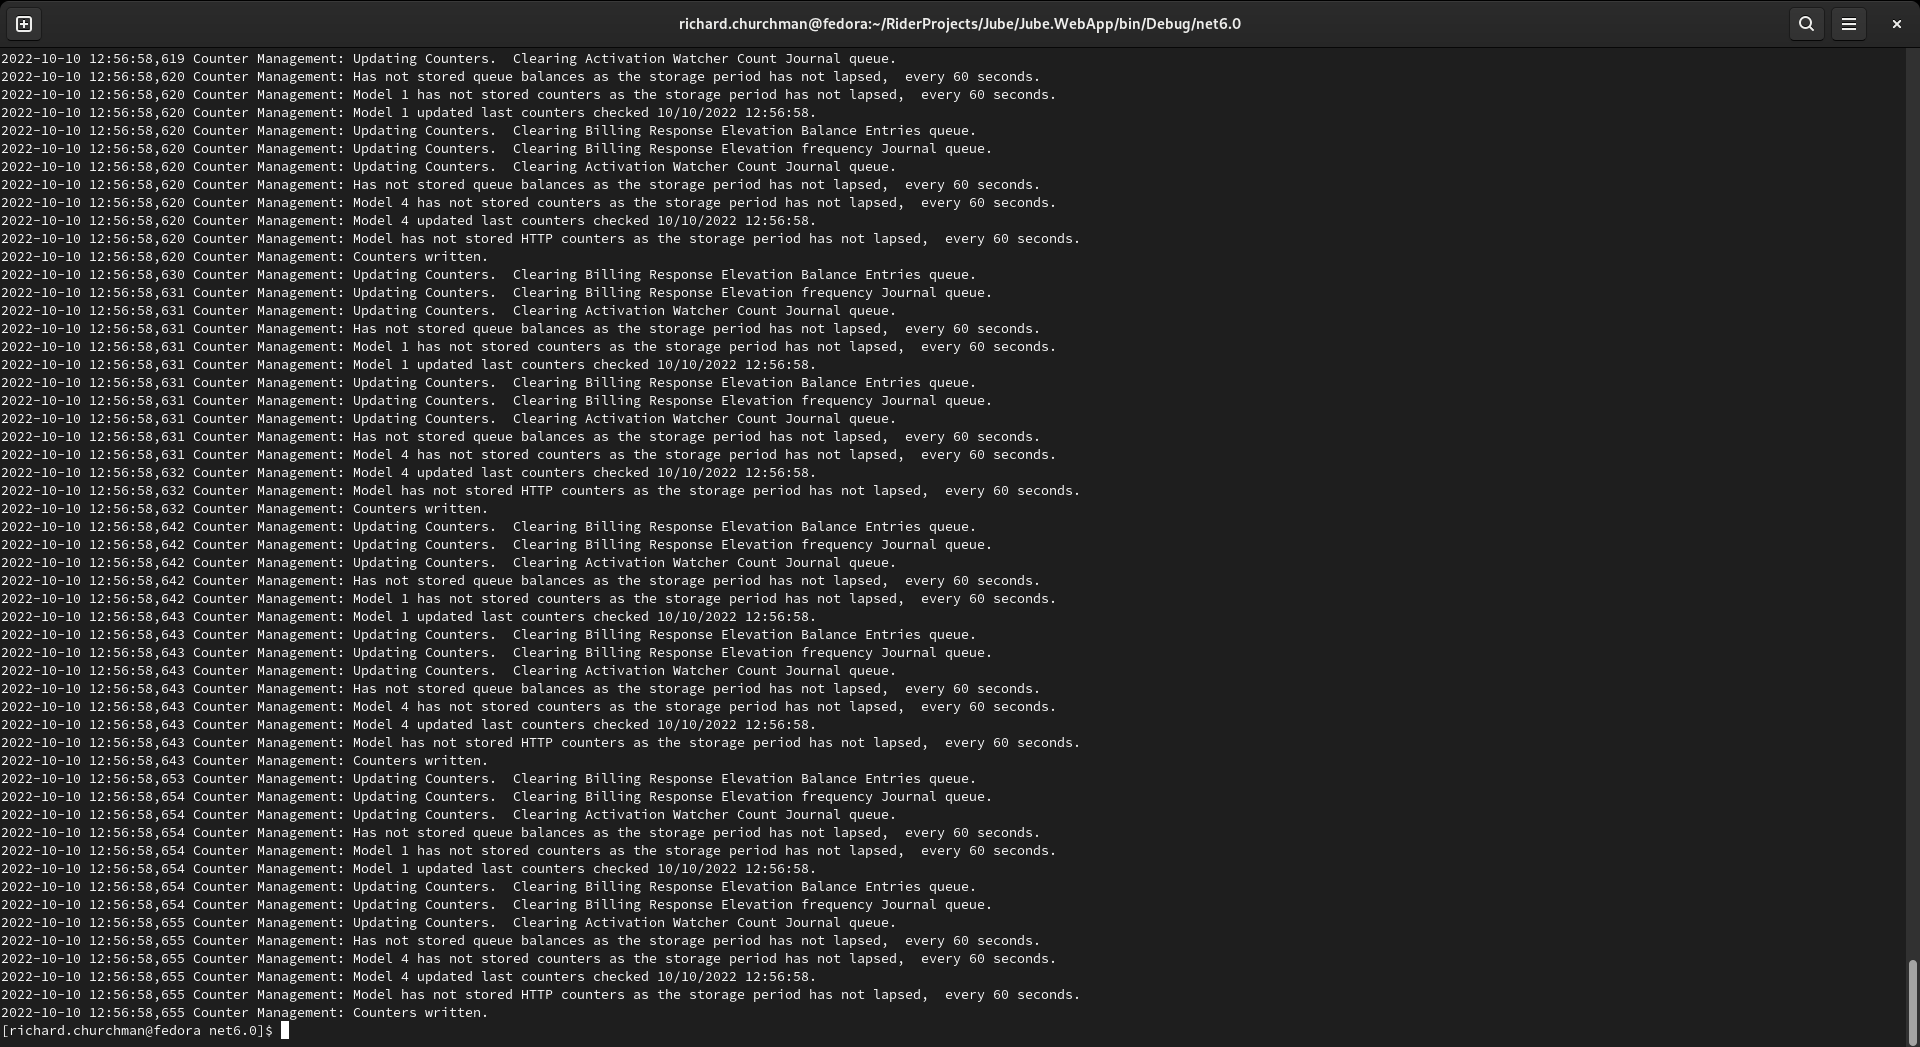 richard.churchman@fedora:~/RiderProjects/Jube/Jube.WebApp/bin/Debug/net6.0
2022-10-10 12:56:58,619 Counter Management: Updating Counters.  Clearing Activation Watcher Count Journal queue.
2022-10-10 12:56:58,620 Counter Management: Has not stored queue balances as the storage period has not lapsed,  every 60 seconds.
2022-10-10 12:56:58,620 Counter Management: Model 1 has not stored counters as the storage period has not lapsed,  every 60 seconds.
2022-10-10 12:56:58,620 Counter Management: Model 1 updated last counters checked 10/10/2022 12:56:58.
2022-10-10 12:56:58,620 Counter Management: Updating Counters.  Clearing Billing Response Elevation Balance Entries queue.
2022-10-10 12:56:58,620 Counter Management: Updating Counters.  Clearing Billing Response Elevation frequency Journal queue.
2022-10-10 12:56:58,620 Counter Management: Updating Counters.  Clearing Activation Watcher Count Journal queue.
2022-10-10 12:56:58,620 Counter Management: Has not stored queue balances as the storage period has not lapsed,  every 60 seconds.
2022-10-10 12:56:58,620 Counter Management: Model 4 has not stored counters as the storage period has not lapsed,  every 60 seconds.
2022-10-10 12:56:58,620 Counter Management: Model 4 updated last counters checked 10/10/2022 12:56:58.
2022-10-10 12:56:58,620 Counter Management: Model has not stored HTTP counters as the storage period has not lapsed,  every 60 seconds.
2022-10-10 12:56:58,620 Counter Management: Counters written.
2022-10-10 12:56:58,630 Counter Management: Updating Counters.  Clearing Billing Response Elevation Balance Entries queue.
2022-10-10 12:56:58,631 Counter Management: Updating Counters.  Clearing Billing Response Elevation frequency Journal queue.
2022-10-10 12:56:58,631 Counter Management: Updating Counters.  Clearing Activation Watcher Count Journal queue.
2022-10-10 12:56:58,631 Counter Management: Has not stored queue balances as the storage period has not lapsed,  every 60 seconds.
2022-10-10 12:56:58,631 Counter Management: Model 1 has not stored counters as the storage period has not lapsed,  every 60 seconds.
2022-10-10 12:56:58,631 Counter Management: Model 1 updated last counters checked 10/10/2022 12:56:58.
2022-10-10 12:56:58,631 Counter Management: Updating Counters.  Clearing Billing Response Elevation Balance Entries queue.
2022-10-10 12:56:58,631 Counter Management: Updating Counters.  Clearing Billing Response Elevation frequency Journal queue.
2022-10-10 12:56:58,631 Counter Management: Updating Counters.  Clearing Activation Watcher Count Journal queue.
2022-10-10 12:56:58,631 Counter Management: Has not stored queue balances as the storage period has not lapsed,  every 60 seconds.
2022-10-10 12:56:58,631 Counter Management: Model 4 has not stored counters as the storage period has not lapsed,  every 60 seconds.
2022-10-10 12:56:58,632 Counter Management: Model 4 updated last counters checked 10/10/2022 12:56:58.
2022-10-10 12:56:58,632 Counter Management: Model has not stored HTTP counters as the storage period has not lapsed,  every 60 seconds.
2022-10-10 12:56:58,632 Counter Management: Counters written.
2022-10-10 12:56:58,642 Counter Management: Updating Counters.  Clearing Billing Response Elevation Balance Entries queue.
2022-10-10 12:56:58,642 Counter Management: Updating Counters.  Clearing Billing Response Elevation frequency Journal queue.
2022-10-10 12:56:58,642 Counter Management: Updating Counters.  Clearing Activation Watcher Count Journal queue.
2022-10-10 12:56:58,642 Counter Management: Has not stored queue balances as the storage period has not lapsed,  every 60 seconds.
2022-10-10 12:56:58,642 Counter Management: Model 1 has not stored counters as the storage period has not lapsed,  every 60 seconds.
2022-10-10 12:56:58,643 Counter Management: Model 1 updated last counters checked 10/10/2022 12:56:58.
2022-10-10 12:56:58,643 Counter Management: Updating Counters.  Clearing Billing Response Elevation Balance Entries queue.
2022-10-10 12:56:58,643 Counter Management: Updating Counters.  Clearing Billing Response Elevation frequency Journal queue.
2022-10-10 12:56:58,643 Counter Management: Updating Counters.  Clearing Activation Watcher Count Journal queue.
2022-10-10 12:56:58,643 Counter Management: Has not stored queue balances as the storage period has not lapsed,  every 60 seconds.
2022-10-10 12:56:58,643 Counter Management: Model 4 has not stored counters as the storage period has not lapsed,  every 60 seconds.
2022-10-10 12:56:58,643 Counter Management: Model 4 updated last counters checked 10/10/2022 12:56:58.
2022-10-10 12:56:58,643 Counter Management: Model has not stored HTTP counters as the storage period has not lapsed,  every 60 seconds.
2022-10-10 12:56:58,643 Counter Management: Counters written.
2022-10-10 12:56:58,653 Counter Management: Updating Counters.  Clearing Billing Response Elevation Balance Entries queue.
2022-10-10 12:56:58,654 Counter Management: Updating Counters.  Clearing Billing Response Elevation frequency Journal queue.
2022-10-10 12:56:58,654 Counter Management: Updating Counters.  Clearing Activation Watcher Count Journal queue.
2022-10-10 12:56:58,654 Counter Management: Has not stored queue balances as the storage period has not lapsed,  every 60 seconds.
2022-10-10 12:56:58,654 Counter Management: Model 1 has not stored counters as the storage period has not lapsed,  every 60 seconds.
2022-10-10 12:56:58,654 Counter Management: Model 1 updated last counters checked 10/10/2022 12:56:58.
2022-10-10 12:56:58,654 Counter Management: Updating Counters.  Clearing Billing Response Elevation Balance Entries queue.
2022-10-10 12:56:58,654 Counter Management: Updating Counters.  Clearing Billing Response Elevation frequency Journal queue.
2022-10-10 12:56:58,655 Counter Management: Updating Counters.  Clearing Activation Watcher Count Journal queue.
2022-10-10 12:56:58,655 Counter Management: Has not stored queue balances as the storage period has not lapsed,  every 60 seconds.
2022-10-10 12:56:58,655 Counter Management: Model 4 has not stored counters as the storage period has not lapsed,  every 60 seconds.
2022-10-10 12:56:58,655 Counter Management: Model 4 updated last counters checked 10/10/2022 12:56:58.
2022-10-10 12:56:58,655 Counter Management: Model has not stored HTTP counters as the storage period has not lapsed,  every 60 seconds.
2022-10-10 12:56:58,655 Counter Management: Counters written.
[richard.churchman@fedora net6.0]$